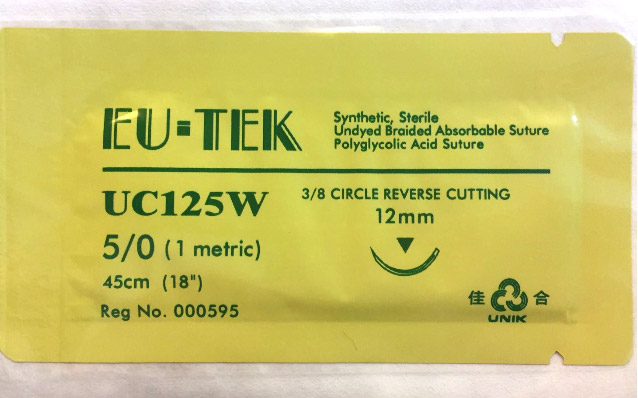 EU-TEK
Synthetic, Sterile
Undyed Braided Absorbable Suture
Polyglycolic Acid Suture
UC125W
3/8 CIRCLE REVERSE CUTTING
12mm
5/0 (1 metric)
45cm (18")
Reg No. 000595
佳 合
UNIK